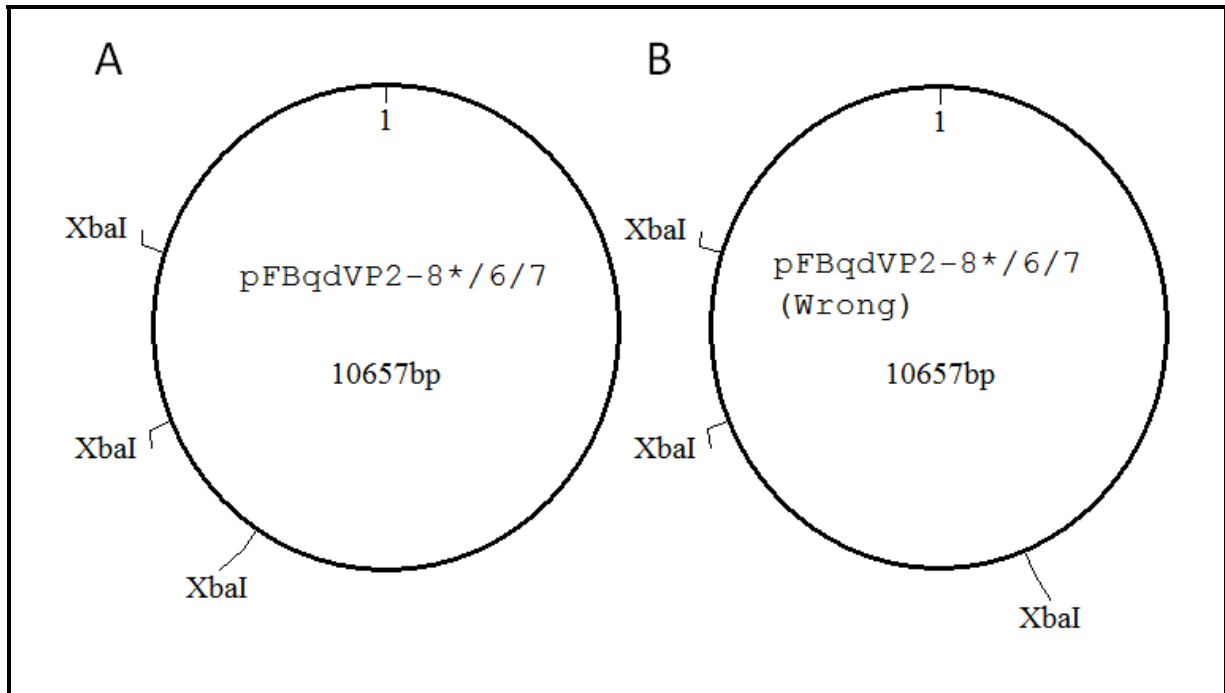 A
1
XbaI
pFBqdVP2-8*/6/7
10657bp
XbaI
XbaI
B
1
XbaI
pFBqdVP2-8*/6/7
(Wrong)
10657bp
XbaI
XbaI